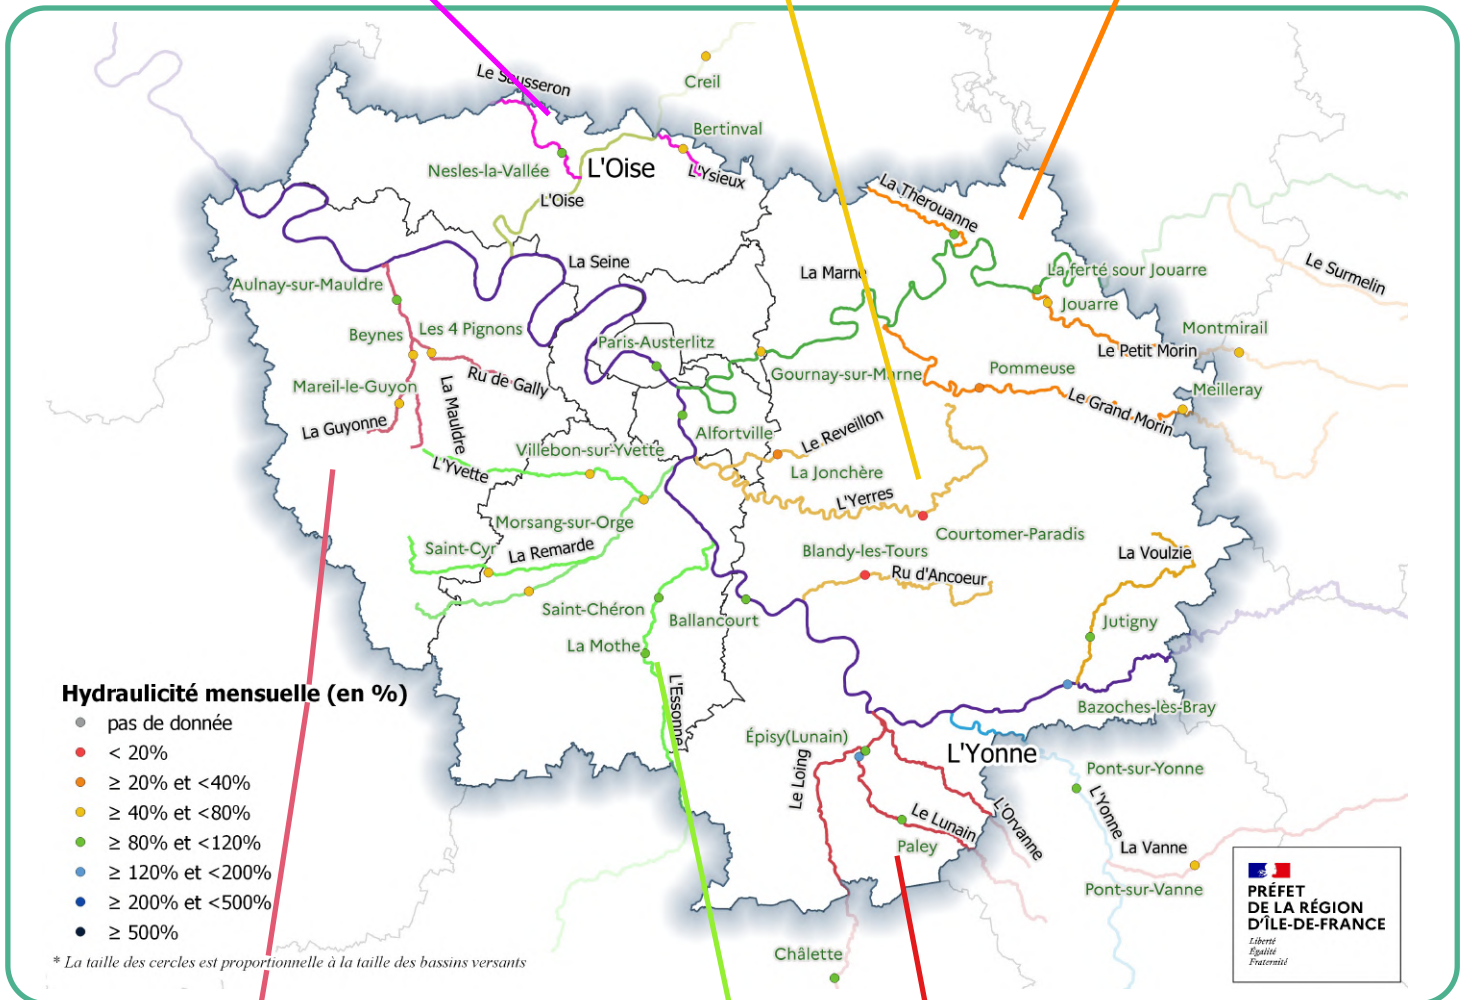 Creil
Le Sausseron
Bertinval
Nesles-la-Vallée
L'Oise
L'Ysieux
La Therouanne
L'Oise
La Seine
La Marne
La ferté sour Jouarre
Le Surmelin
Aulnay-sur-Mauldre
Jouarre
Beynes
Les 4 Pignons
Paris-Austerlitz
Montmirail
Le Petit Morin
Gournay-sur-Marne
Pommeuse
Mareil-le-Guyon
Ru de Gally
Meilleray
La Mauldre
Le Grand Morin
La Guyonne
Alfortville
Le Reveillon
Villebon-sur-Yvette
L'Yvette
La Jonchère
L'Yerres
Morsang-sur-Orge
Courtomer-Paradis
Saint-Cyr
La Remarde
Blandy-les-Tours
La Voulzie
Ru d'Ancoeur
Saint-Chéron
Ballancourt
Jutigny
La Mothe
L'Essonne
Bazoches-lès-Bray
Épisy(Lunain)
L'Yonne
Le Loing
Pont-sur-Yonne
L'Yonne
Le Lunain
L'Orvanne
Paley
La Vanne
Pont-sur-Vanne
Châlette
Hydraulicité mensuelle (en %)
pas de donnée
< 20%
≥ 20% et <40%
≥ 40% et <80%
≥ 80% et <120%
≥ 120% et <200%
≥ 200% et <500%
≥ 500%
* La taille des cercles est proportionnelle à la taille des bassins versants
PRÉFET
DE LA RÉGION
D'ÎLE-DE-FRANCE
Liberté
Égalité
Fraternité